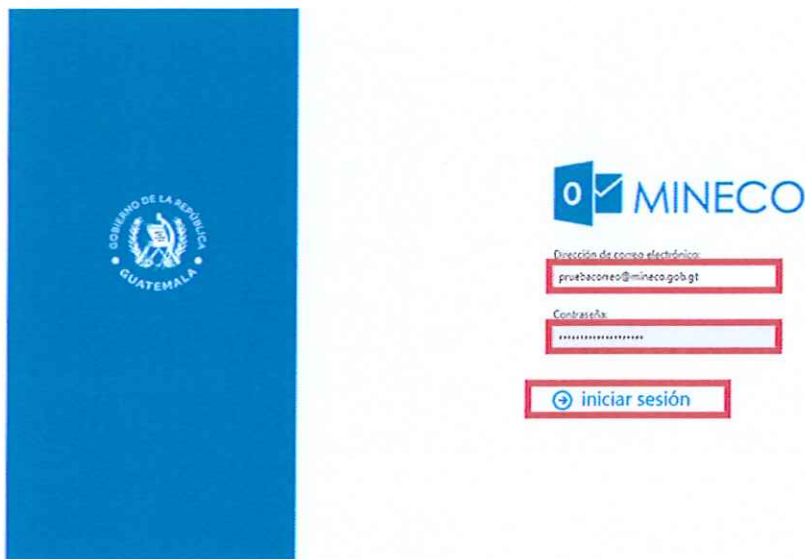 GOBIERNO DE LA REPÚBLICA
GUATEMALA
MINECO
Dirección de correo electrónico:
pruebacorreo@mineco.gob.gt
Contraseña:
iniciar sesión